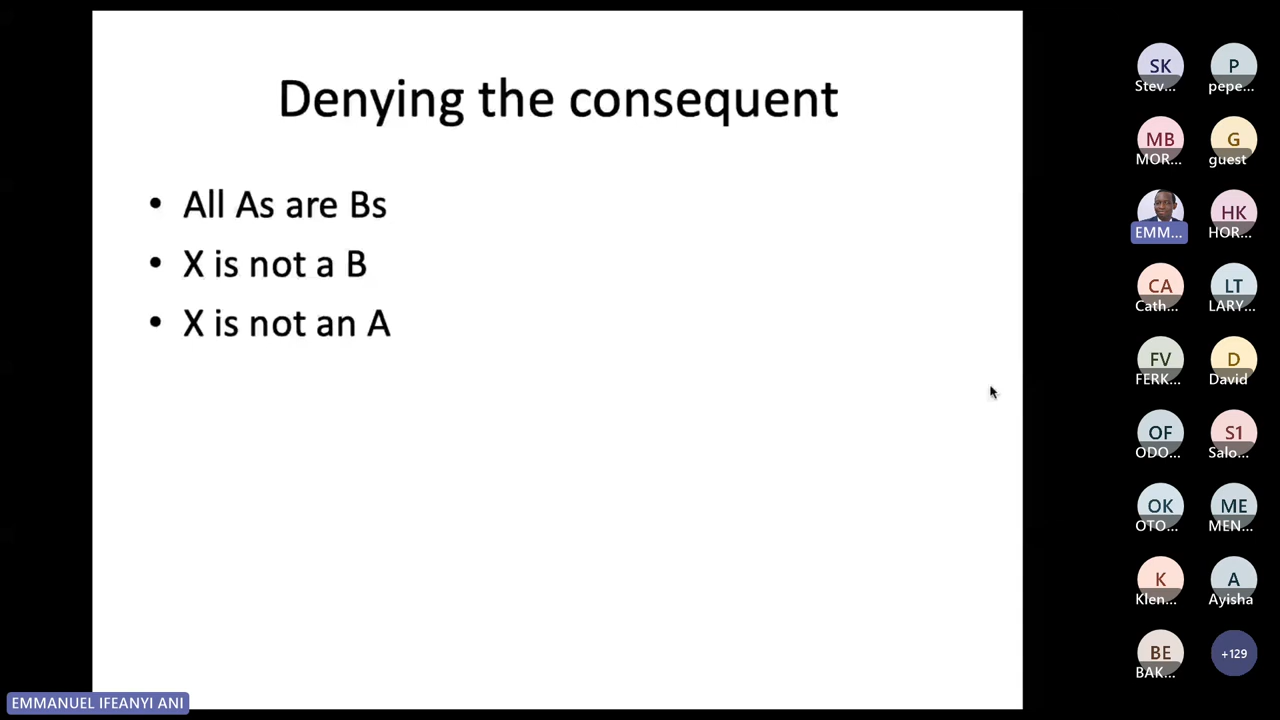 Denying the consequent
• All As are Bs
• X is not a B
• X is not an A
SK
Stev...
P
pepe...
MB
MOR...
G
guest
EMM...
HK
HOR...
CA
Cath...
LT
LARY...
FV
FERK...
D
David
OF
ODO...
S1
Salo...
OK
OTO...
ME
MEN...
K
Klen...
A
Ayisha
BE
BAK...
+129
EMMANUEL IFEANYI ANI